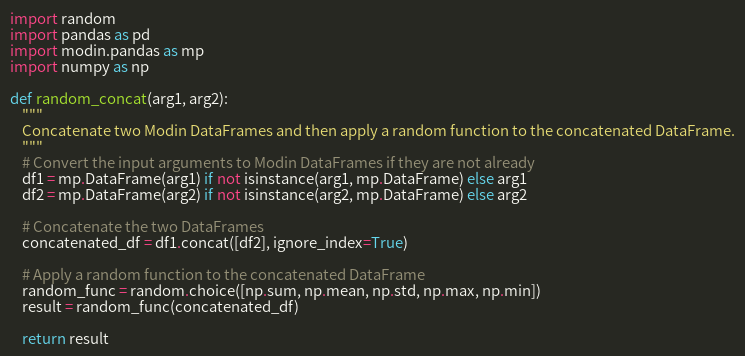 import random
import pandas as pd
import modin.pandas as mp
import numpy as np
def random_concat(arg1, arg2):
"""
Concatenate two Modin DataFrames and then apply a random function to the concatenated DataFrame.
"""
# Convert the input arguments to Modin DataFrames if they are not already
df1 = mp.DataFrame(arg1) if not isinstance(arg1, mp.DataFrame) else arg1
df2 = mp.DataFrame(arg2) if not isinstance(arg2, mp.DataFrame) else arg2
# Concatenate the two DataFrames
concatenated_df = df1.concat([df2], ignore_index=True)
# Apply a random function to the concatenated DataFrame
random_func = random.choice([np.sum, np.mean, np.std, np.max, np.min])
result = random_func(concatenated_df)
return result